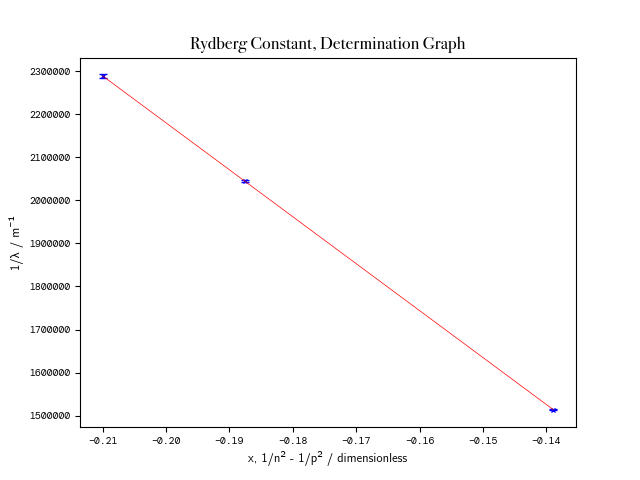 Rydberg Constant, Determination Graph
2300000
2200000
2100000
2000000
1900000
1800000
1700000
1600000
1500000
1/λ / m⁻¹
−0.21 −0.20 −0.19 −0.18 −0.17 −0.16 −0.15 −0.14
x, 1/n² - 1/p² / dimensionless